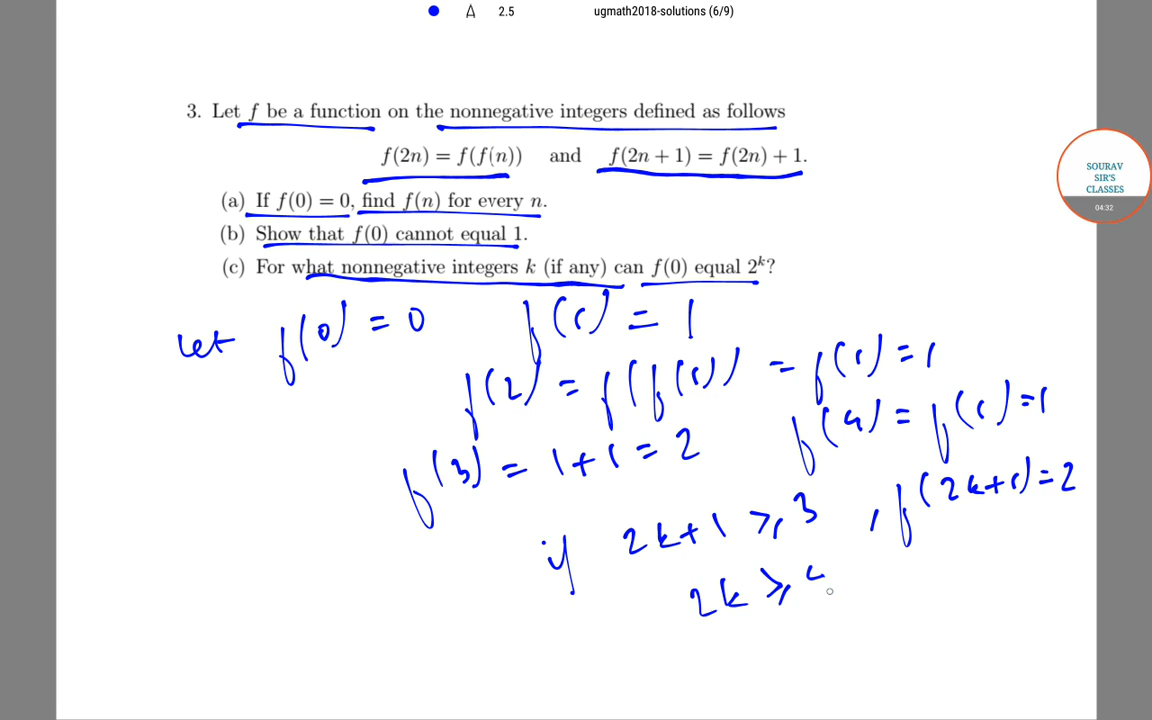 2.5 ugmath2018-solutions (6/9)
3. Let f be a function on the nonnegative integers defined as follows
f(2n) = f(f(n)) and f(2n + 1) = f(2n) + 1.
(a) If f(0) = 0, find f(n) for every n.
(b) Show that f(0) cannot equal 1.
(c) For what nonnegative integers k (if any) can f(0) equal 2^k?
SOURAV
SIR'S
CLASSES
04:32
Let f(0) = 0 f(1) = 1
f(2) = f(f(1)) = f(1) = 1
f(3) = 1+1 = 2 f(4) = f(1) = 1
if 2k+1 ⩾ 3 , f(2k+1) = 2
2k ⩾ 4